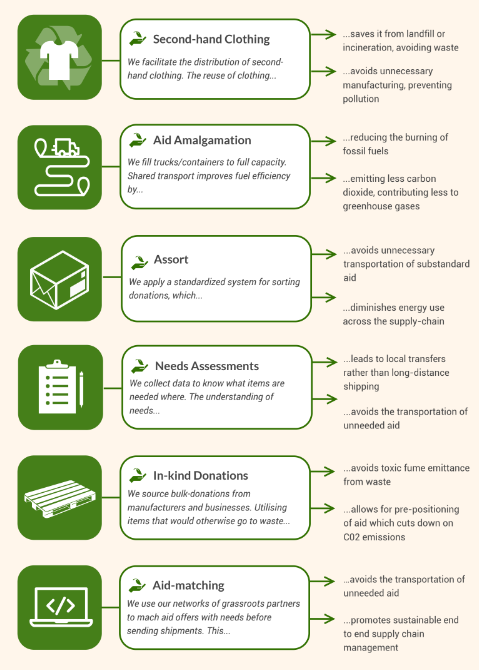 Second-hand Clothing
We facilitate the distribution of second-
hand clothing. The reuse of clothing...
...saves it from landfill or
incineration, avoiding waste
...avoids unnecessary
manufacturing, preventing
pollution
Aid Amalgamation
We fill trucks/containers to full capacity.
Shared transport improves fuel efficiency
by...
...reducing the burning of
fossil fuels
...emitting less carbon
dioxide, contributing less to
greenhouse gases
Assort
We apply a standardized system for sorting
donations, which...
...avoids unnecessary
transportation of substandard
aid
...diminishes energy use
across the supply-chain
Needs Assessments
We collect data to know what items are
needed where. The understanding of
needs...
...leads to local transfers
rather than long-distance
shipping
...avoids the transportation of
unneeded aid
In-kind Donations
We source bulk-donations from
manufacturers and businesses. Utilising
items that would otherwise go to waste...
...avoids toxic fume emittance
from waste
...allows for pre-positioning
of aid which cuts down on
C02 emissions
</> 
Aid-matching
We use our networks of grassroots partners
to mach aid offers with needs before
sending shipments. This...
...avoids the transportation of
unneeded aid
...promotes sustainable end
to end supply chain
management